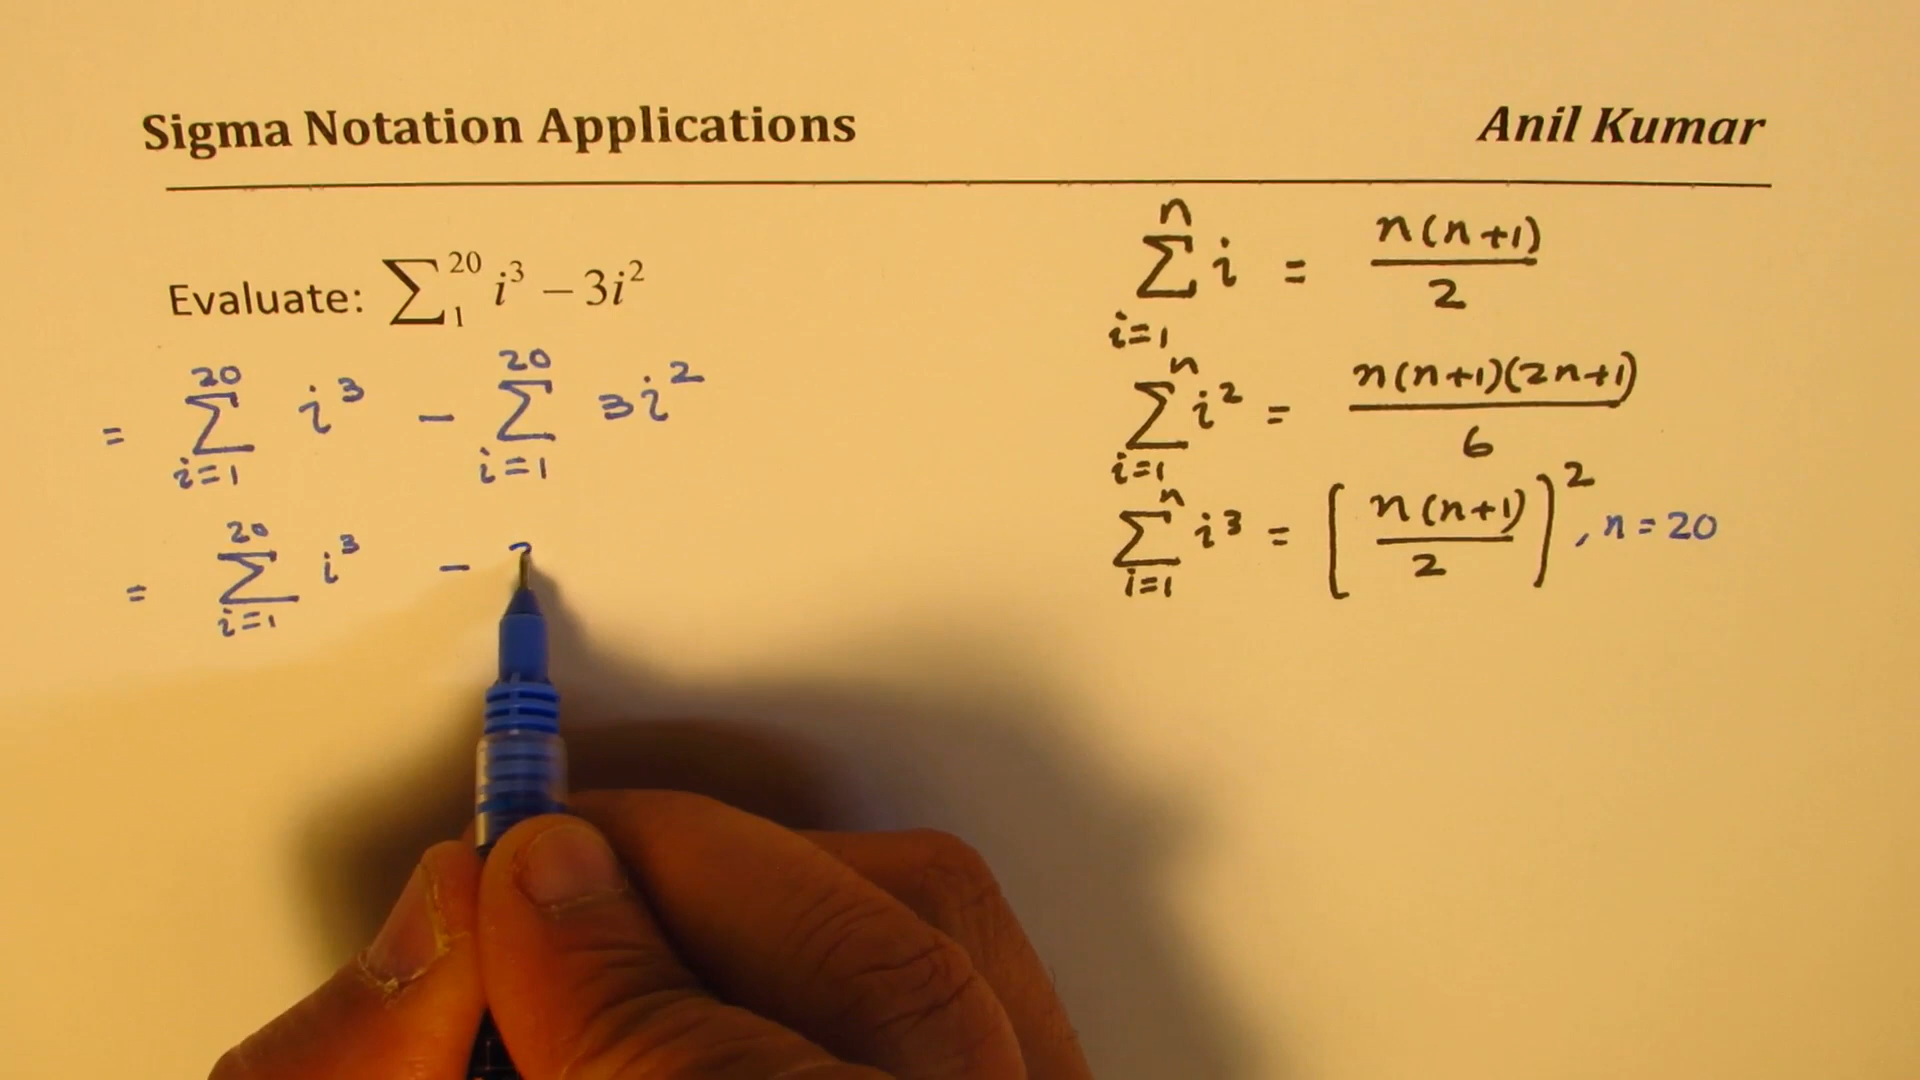 Sigma Notation Applications
Anil Kumar
Evaluate: ∑₁²⁰ i³ − 3i²
= ∑_{i=1}^{20} i³ − ∑_{i=1}^{20} 3i²
= ∑_{i=1}^{20} i³ −
∑_{i=1}^{n} i = n(n+1)/2
∑_{i=1}^{n} i² = n(n+1)(2n+1)/6
∑_{i=1}^{n} i³ = [n(n+1)/2]², n = 20